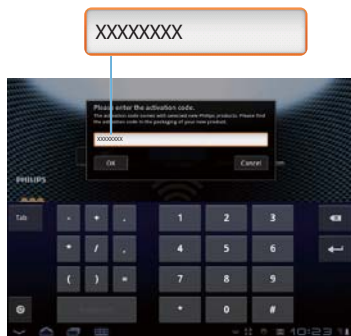 XXXXXXXX
Please enter the activation code.
The activation code comes with selected new Philips products. Please find
the activation code in the packaging of your new product.
XXXXXXXX
OK Cancel
PHILIPS
Tab - + . 1 2 3
* / , 4 5 6
( ) = 7 8 9
* 0 #
10:23